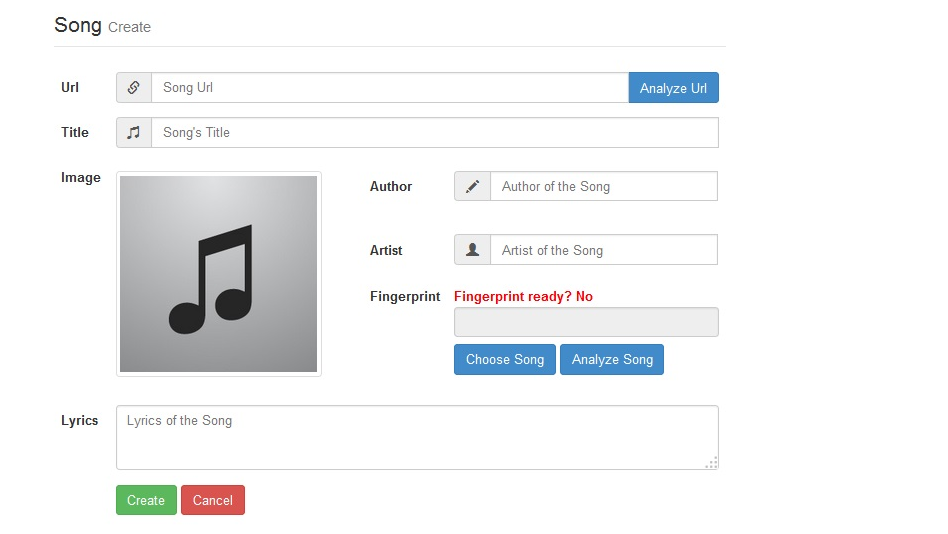 Song Create
Url Song Url Analyze Url
Title Song's Title
Image
Author Author of the Song
Artist Artist of the Song
Fingerprint Fingerprint ready? No
Choose Song Analyze Song
Lyrics Lyrics of the Song
Create Cancel